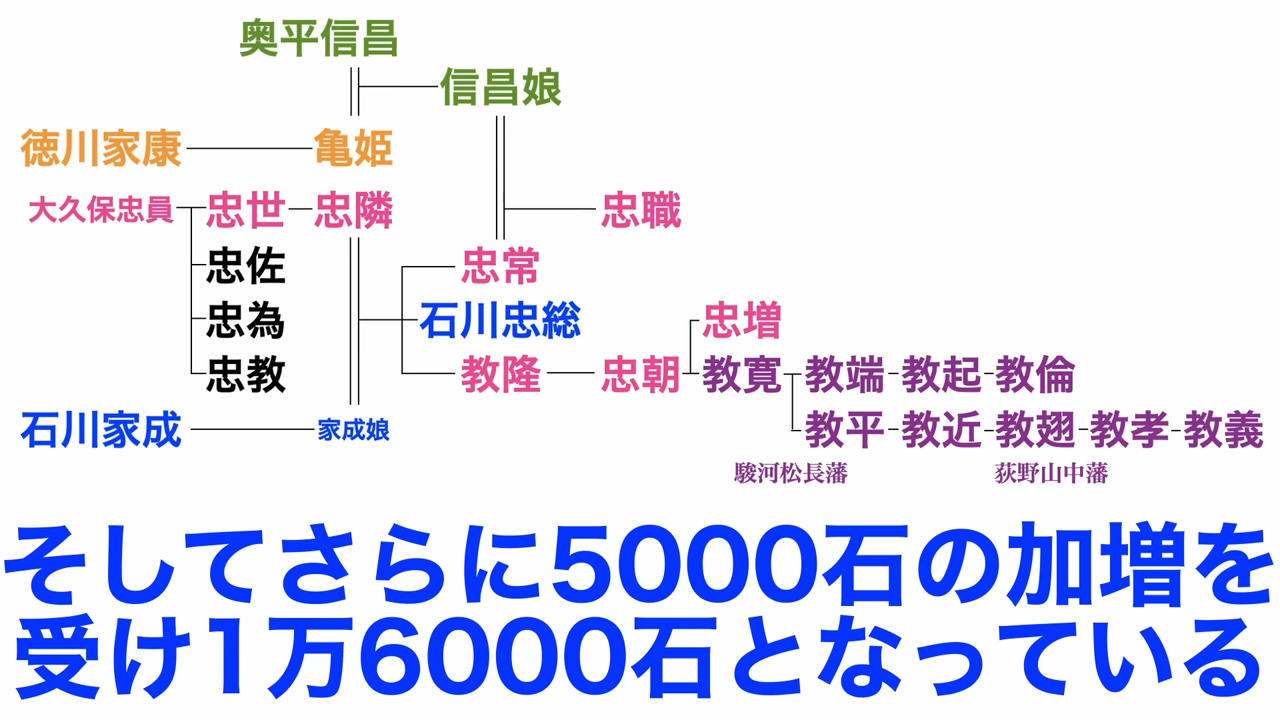 奥平信昌
信昌娘
徳川家康 亀姫
大久保忠員 忠世 忠隣 忠職
忠佐 忠常
忠為 石川忠総 忠増
忠教 教隆 忠朝 教寛 教端 教起 教倫
石川家成 家成娘 教平 教近 教翅 教孝 教義
駿河松長藩 荻野山中藩
そしてさらに5000石の加増を
受け1万6000石となっている